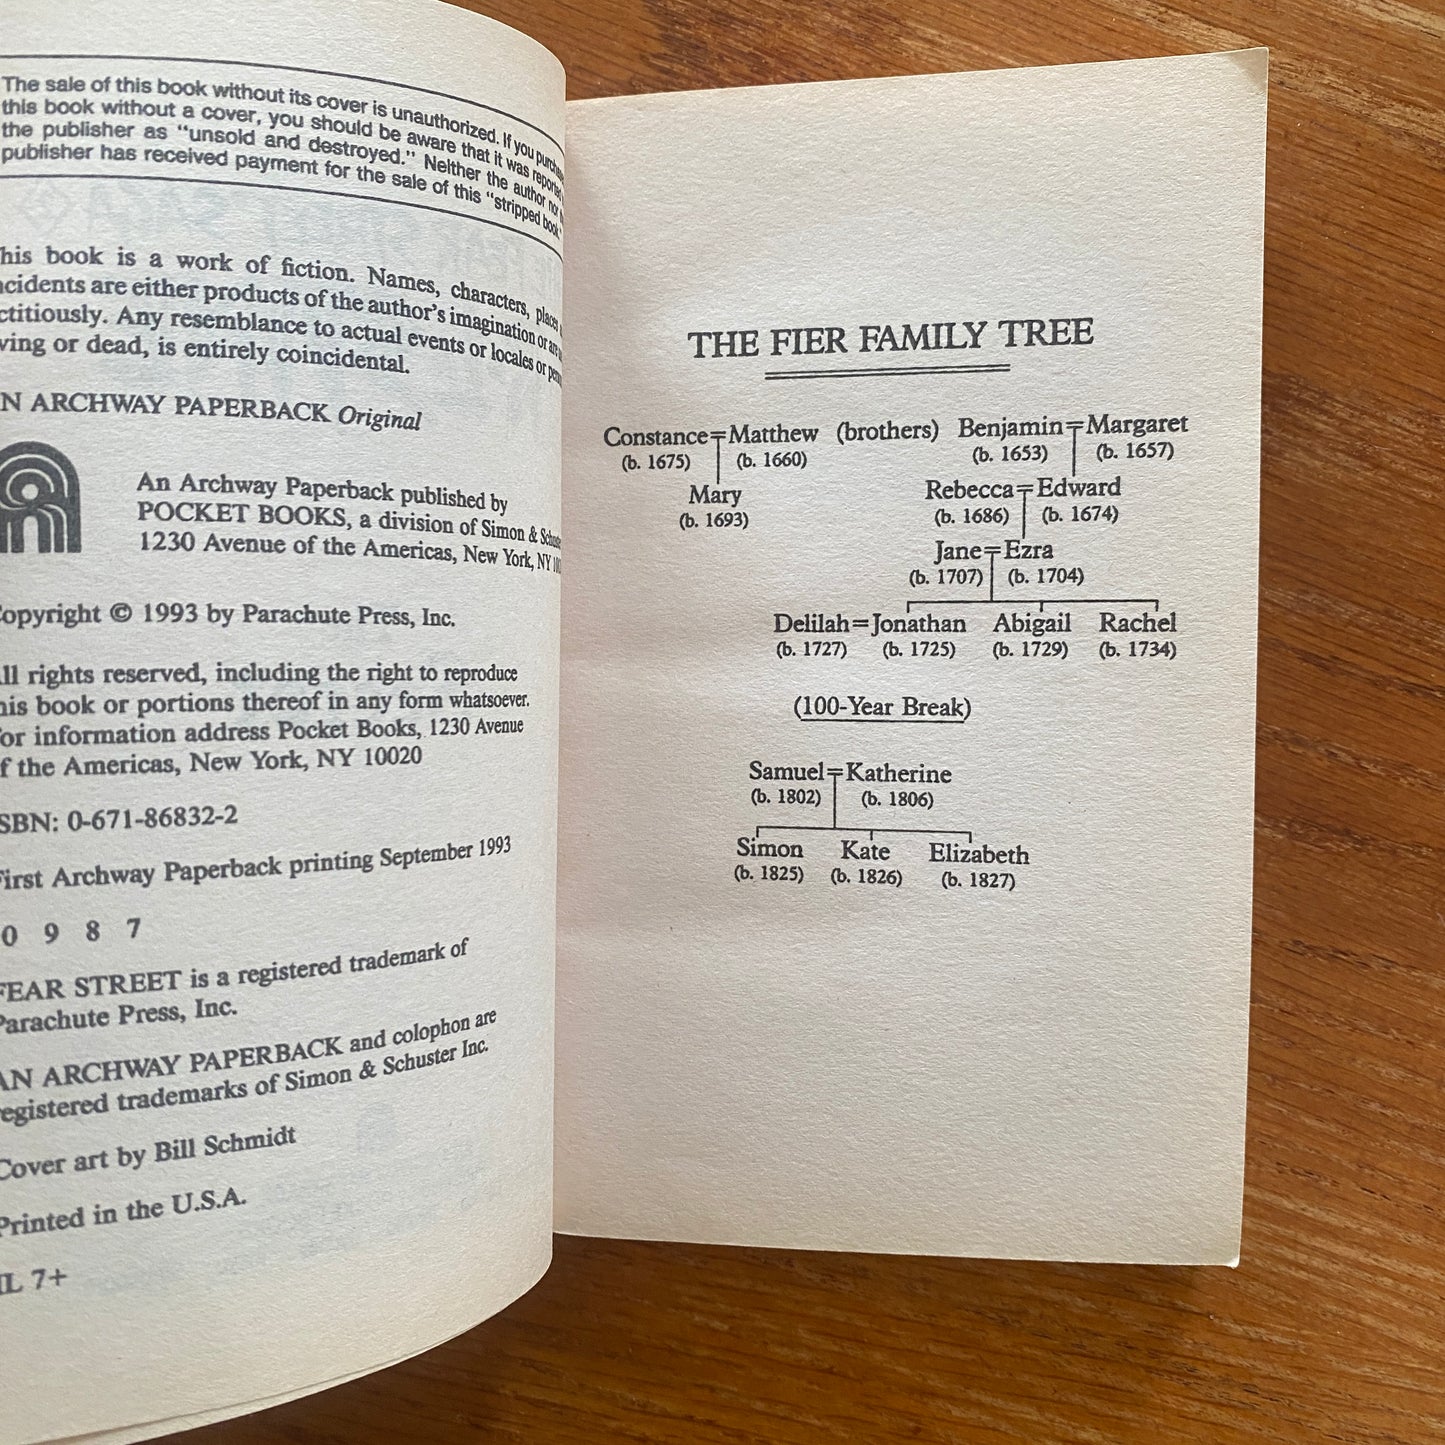 The sale of this book without its cover is unauthorized. If you
this book without a cover, you should be aware that it was reported
the publisher as "unsold and destroyed." Neither the author nor
publisher has received payment for the sale of this "stripped book."
his book is a work of fiction. Names, characters, places
ncidents are either products of the author's imagination or are
ctitiously. Any resemblance to actual events or locales or
ving or dead, is entirely coincidental.
N ARCHWAY PAPERBACK Original
An Archway Paperback published by
POCKET BOOKS, a division of Simon & Schuster
1230 Avenue of the Americas, New York, NY
opyright © 1993 by Parachute Press, Inc.
ll rights reserved, including the right to reproduce
his book or portions thereof in any form whatsoever.
or information address Pocket Books, 1230 Avenue
f the Americas, New York, NY 10020
SBN: 0-671-86832-2
First Archway Paperback printing September 1993
0 9 8 7
FEAR STREET is a registered trademark of
Parachute Press, Inc.
AN ARCHWAY PAPERBACK and colophon are
registered trademarks of Simon & Schuster Inc.
Cover art by Bill Schmidt
Printed in the U.S.A.
IL 7+
THE FIER FAMILY TREE
Constance=Matthew (brothers) Benjamin=Margaret
(b. 1675) (b. 1660) (b. 1653) (b. 1657)
Mary Rebecca=Edward
(b. 1693) (b. 1686) (b. 1674)
Jane=Ezra
(b. 1707) (b. 1704)
Delilah=Jonathan Abigail Rachel
(b. 1727) (b. 1725) (b. 1729) (b. 1734)
(100-Year Break)
Samuel=Katherine
(b. 1802) (b. 1806)
Simon Kate Elizabeth
(b. 1825) (b. 1826) (b. 1827)